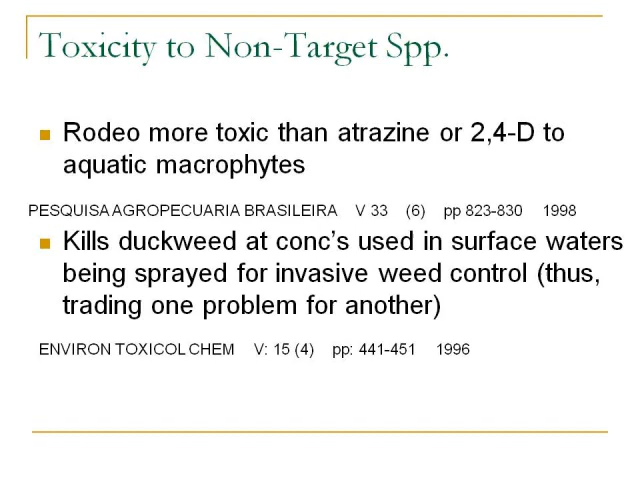 Toxicity to Non-Target Spp.
Rodeo more toxic than atrazine or 2,4-D to
aquatic macrophytes
PESQUISA AGROPECUARIA BRASILEIRA V 33 (6) pp 823-830 1998
Kills duckweed at conc's used in surface waters
being sprayed for invasive weed control (thus,
trading one problem for another)
ENVIRON TOXICOL CHEM V: 15 (4) pp: 441-451 1996